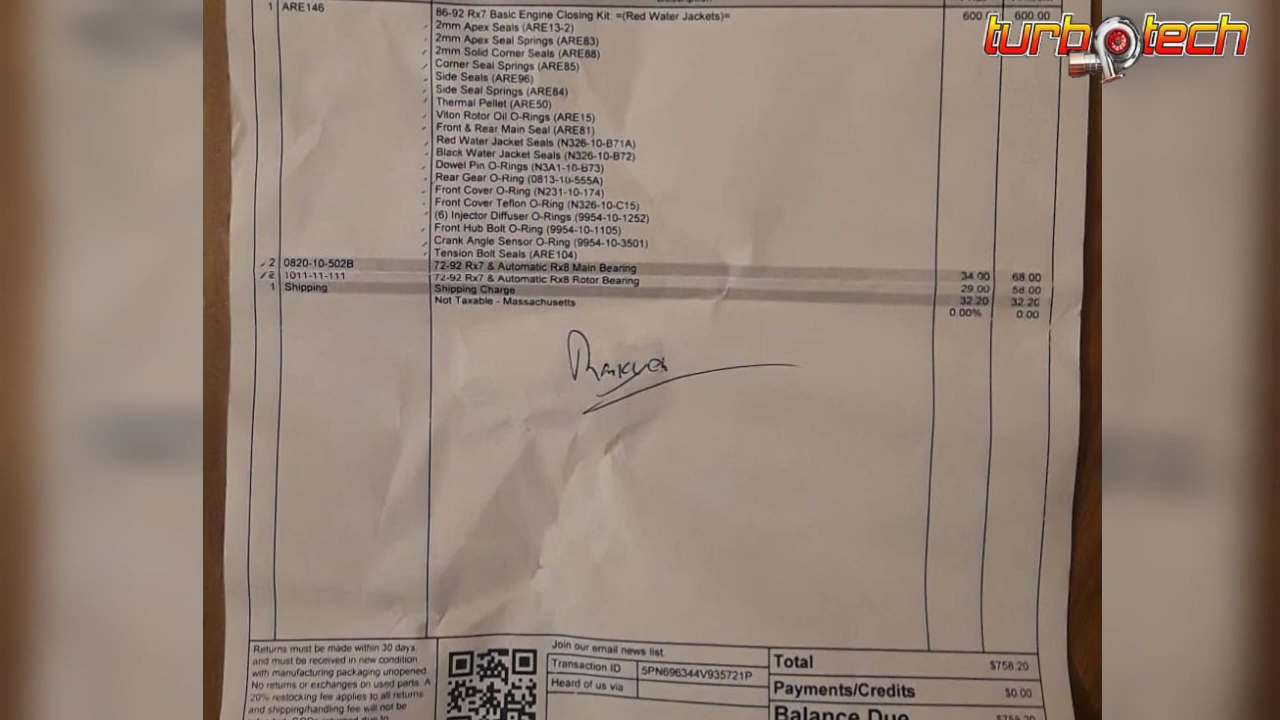 turbotech
1 ARE146 86-92 Rx7 Basic Engine Closing Kit: =(Red Water Jackets)= 600 600.00
2mm Apex Seals (ARE13-2)
2mm Apex Seal Springs (ARE83)
2mm Solid Corner Seals (ARE88)
Corner Seal Springs (ARE85)
Side Seals (ARE96)
Side Seal Springs (ARE84)
Thermal Pellet (ARE50)
Viton Rotor Oil O-Rings (ARE15)
Front & Rear Main Seal (ARE81)
Red Water Jacket Seals (N326-10-B71A)
Black Water Jacket Seals (N326-10-B72)
Dowel Pin O-Rings (N3A1-10-B73)
Rear Gear O-Ring (0813-10-555A)
Front Cover O-Ring (N231-10-174)
Front Cover Teflon O-Ring (N326-10-C15)
(6) Injector Diffuser O-Rings (9954-10-1252)
Front Hub Bolt O-Ring (9954-10-1105)
Crank Angle Sensor O-Ring (9954-10-3501)
Tension Bolt Seals (ARE104)
2 0820-10-502B 72-92 Rx7 & Automatic Rx8 Main Bearing 34.00 68.00
2 1011-11-111 72-92 Rx7 & Automatic Rx8 Rotor Bearing 29.00 58.00
1 Shipping Shipping Charge 32.20 32.20
Not Taxable - Massachusetts 0.00% 0.00
Returns must be made within 30 days,
and must be received in new condition
with manufacturing packaging unopened.
No returns or exchanges on used parts. A
20% restocking fee applies to all returns
and shipping/handling fee will not be
Join our email news list
Transaction ID 5PN696344V935721P
Heard of us via
Total $758.20
Payments/Credits $0.00
Balance Due $758.20